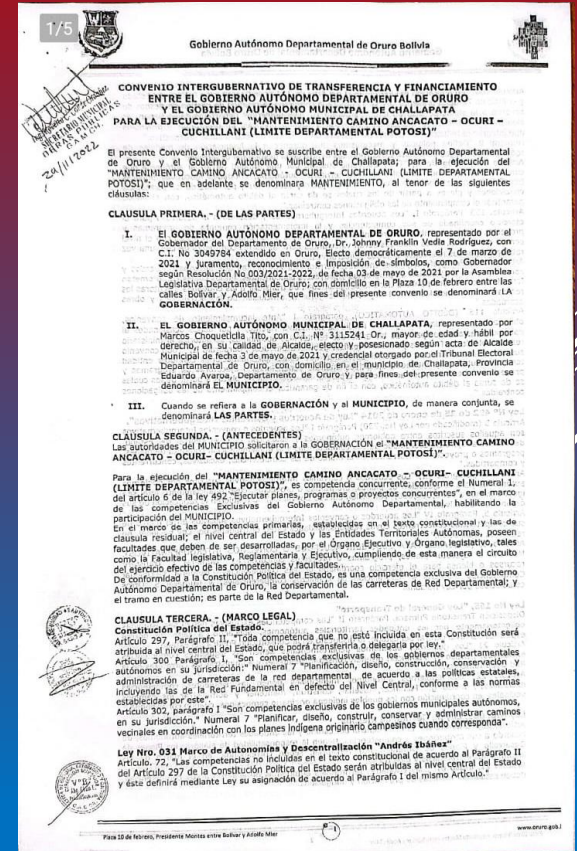 1/5
Gobierno Autónomo Departamental de Oruro Bolivia
CONVENIO INTERGUBERNATIVO DE TRANSFERENCIA Y FINANCIAMIENTO
ENTRE EL GOBIERNO AUTÓNOMO DEPARTAMENTAL DE ORURO
Y EL GOBIERNO AUTÓNOMO MUNICIPAL DE CHALLAPATA
PARA LA EJECUCIÓN DEL "MANTENIMIENTO CAMINO ANCACATO – OCURI –
CUCHILLANI (LIMITE DEPARTAMENTAL POTOSI)"
29/11/2022
El presente Convenio Intergubernativo se suscribe entre el Gobierno Autónomo Departamental
de Oruro y el Gobierno Autónomo Municipal de Challapata; para la ejecución del
"MANTENIMIENTO CAMINO ANCACATO - OCURI - CUCHILLANI (LIMITE DEPARTAMENTAL
POTOSI)"; que en adelante se denominara MANTENIMIENTO, al tenor de las siguientes
cláusulas:
CLAUSULA PRIMERA. - (DE LAS PARTES)
I. El GOBIERNO AUTÓNOMO DEPARTAMENTAL DE ORURO, representado por el
Gobernador del Departamento de Oruro, Dr. Johnny Franklin Vedia Rodríguez, con
C.I. No 3049784 extendido en Oruro, Electo democráticamente el 7 de marzo de
2021 y juramento, reconocimiento e imposición de símbolos, como Gobernador
según Resolución No 003/2021-2022, de fecha 03 de mayo de 2021 por la Asamblea
Legislativa Departamental de Oruro; con domicilio en la Plaza 10 de febrero entre las
calles Bolívar y Adolfo Mier, que fines del presente convenio se denominará LA
GOBERNACIÓN.
II. EL GOBIERNO AUTÓNOMO MUNICIPAL DE CHALLAPATA, representado por
Marcos Choqueticlla Tito, con C.I. N° 3115241 Or., mayor de edad y hábil por
derecho, en su calidad de Alcalde, electo y posesionado según acta de Alcalde
Municipal de fecha 3 de mayo de 2021 y credencial otorgado por el Tribunal Electoral
Departamental de Oruro, con domicilio en el municipio de Challapata, Provincia
Eduardo Avaroa, Departamento de Oruro y para fines del presente convenio se
denominará EL MUNICIPIO.
III. Cuando se refiera a la GOBERNACIÓN y al MUNICIPIO, de manera conjunta, se
denominará LAS PARTES.
CLÁUSULA SEGUNDA. - (ANTECEDENTES)
Las autoridades del MUNICIPIO solicitaron a la GOBERNACIÓN el "MANTENIMIENTO CAMINO
ANCACATO – OCURI– CUCHILLANI (LIMITE DEPARTAMENTAL POTOSÍ)".
Para la ejecución del "MANTENIMIENTO CAMINO ANCACATO – OCURI– CUCHILLANI
(LIMITE DEPARTAMENTAL POTOSI)", es competencia concurrente, conforme el Numeral 1,
del artículo 6 de la ley 492 "Ejecutar planes, programas o proyectos concurrentes", en el marco
de las competencias Exclusivas del Gobierno Autónomo Departamental, habilitando la
participación del MUNICIPIO.
En el marco de las competencias primarias, establecidos en el texto constitucional y las de
clausula residual; el nivel central del Estado y las Entidades Territoriales Autónomas, poseen
facultades que deben de ser desarrolladas, por el Órgano Ejecutivo y Órgano legislativo, tales
como la Facultad legislativa, Reglamentaria y Ejecutivo, cumpliendo de esta manera el circuito
del ejercicio efectivo de las competencias y facultades.
De conformidad a la Constitución Política del Estado, es una competencia exclusiva del Gobierno
Autónomo Departamental de Oruro, la conservación de las carreteras de Red Departamental; y
el tramo en cuestión; es parte de la Red Departamental.
CLAUSULA TERCERA. - (MARCO LEGAL)
Constitución Política del Estado.
Artículo 297, Parágrafo II, "Toda competencia que no esté incluida en esta Constitución será
atribuida al nivel central del Estado, que podrá transferirla o delegarla por ley."
Artículo 300 Parágrafo I, "Son competencias exclusivas de los gobiernos departamentales
autónomos en su jurisdicción:" Numeral 7 "Planificación, diseño, construcción, conservación y
administración de carreteras de la red departamental de acuerdo a las políticas estatales,
incluyendo las de la Red Fundamental en defecto del Nivel Central, conforme a las normas
establecidas por este".
Artículo 302, parágrafo I "Son competencias exclusivas de los gobiernos municipales autónomos,
en su jurisdicción." Numeral 7 "Planificar, diseñar, construir, conservar y administrar caminos
vecinales en coordinación con los planes indígena originario campesinos cuando corresponda".
Ley Nro. 031 Marco de Autonomías y Descentralización "Andrés Ibáñez"
Artículo. 72, "Las competencias no incluidas en el texto constitucional de acuerdo al Parágrafo II
del Artículo 297 de la Constitución Política del Estado serán atribuidas al nivel central del Estado
y éste definirá mediante Ley su asignación de acuerdo al Parágrafo I del mismo Artículo."
Plaza 10 de febrero, Presidente Montes entre Bolívar y Adolfo Mier
www.oruro.gob.